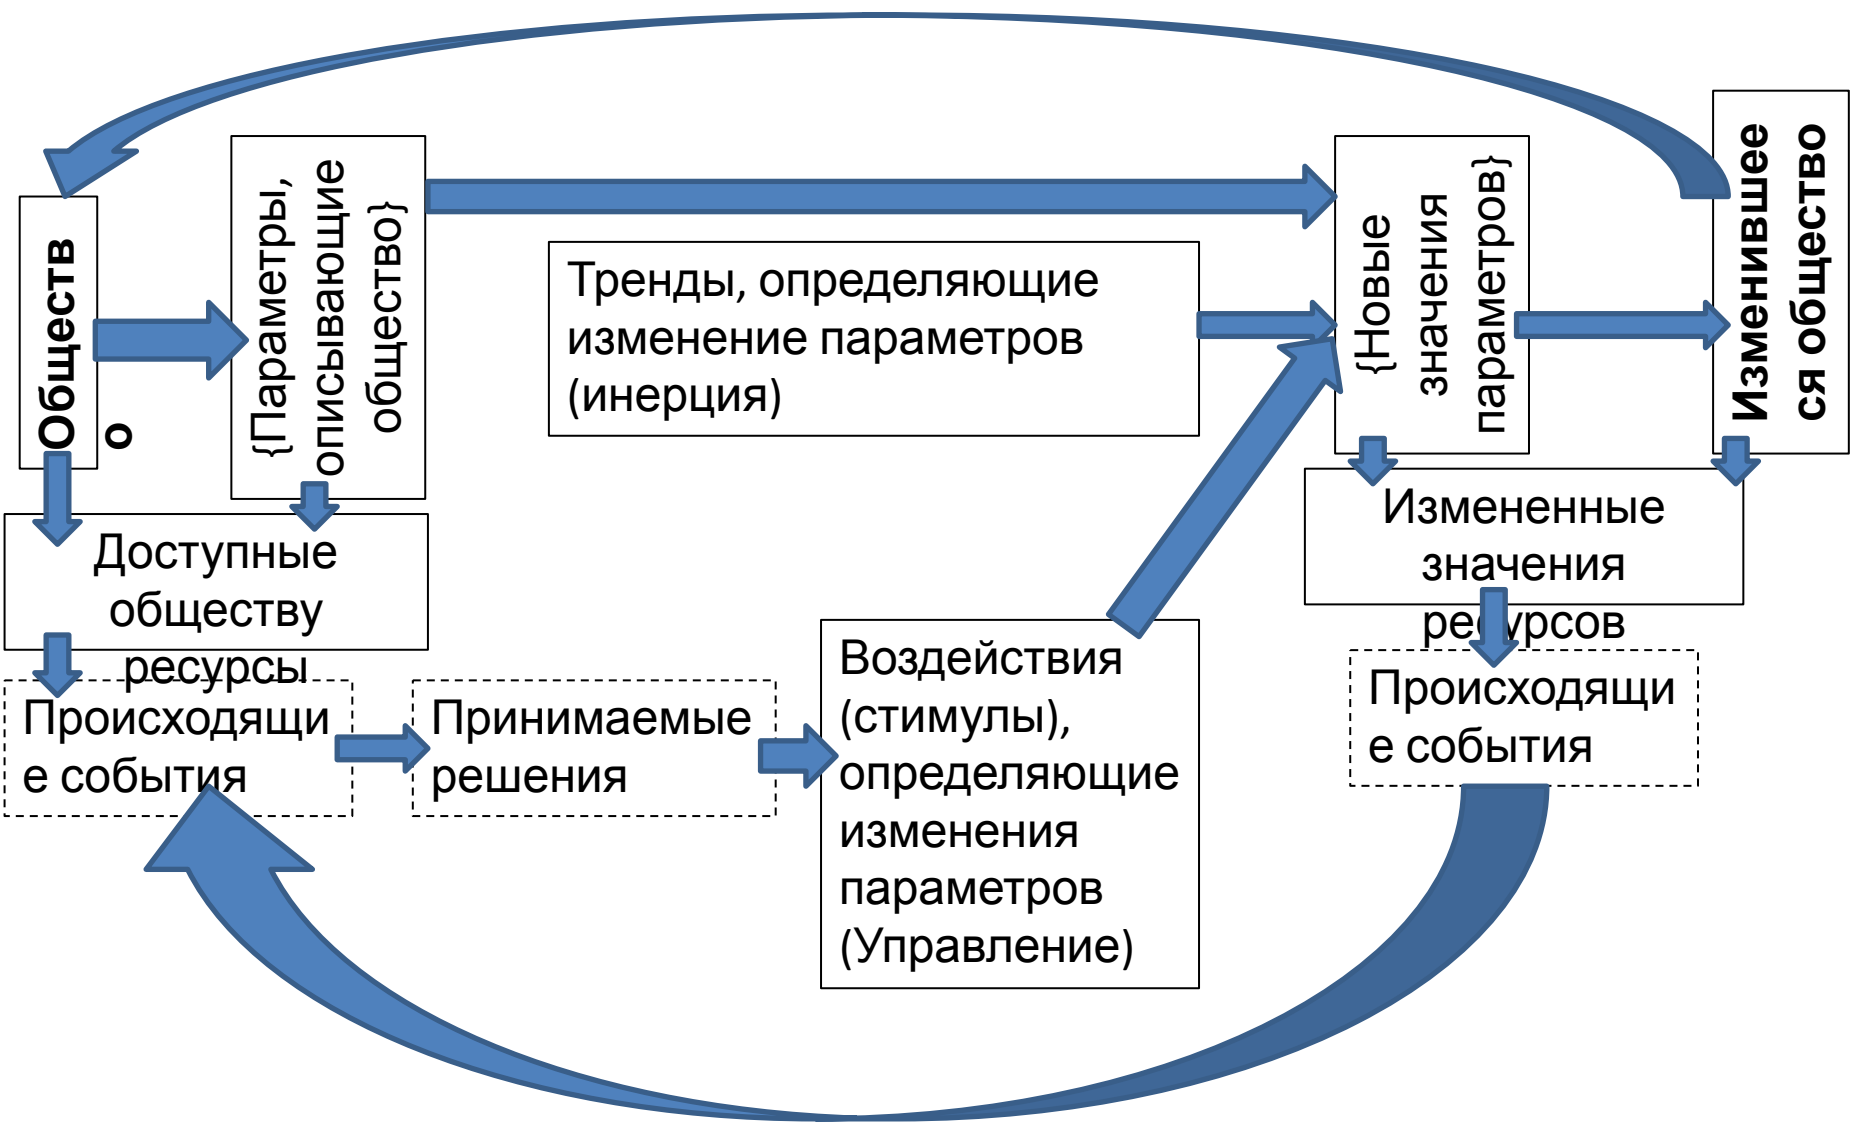 Обществ
о
{Параметры,
описывающие
общество}
Тренды, определяющие
изменение параметров
(инерция)
{Новые
значения
параметров}
Изменившее
ся общество
Доступные
обществу
ресурсы
Измененные
значения
ресурсов
Происходящи
е события
Принимаемые
решения
Воздействия
(стимулы),
определяющие
изменения
параметров
(Управление)
Происходящи
е события